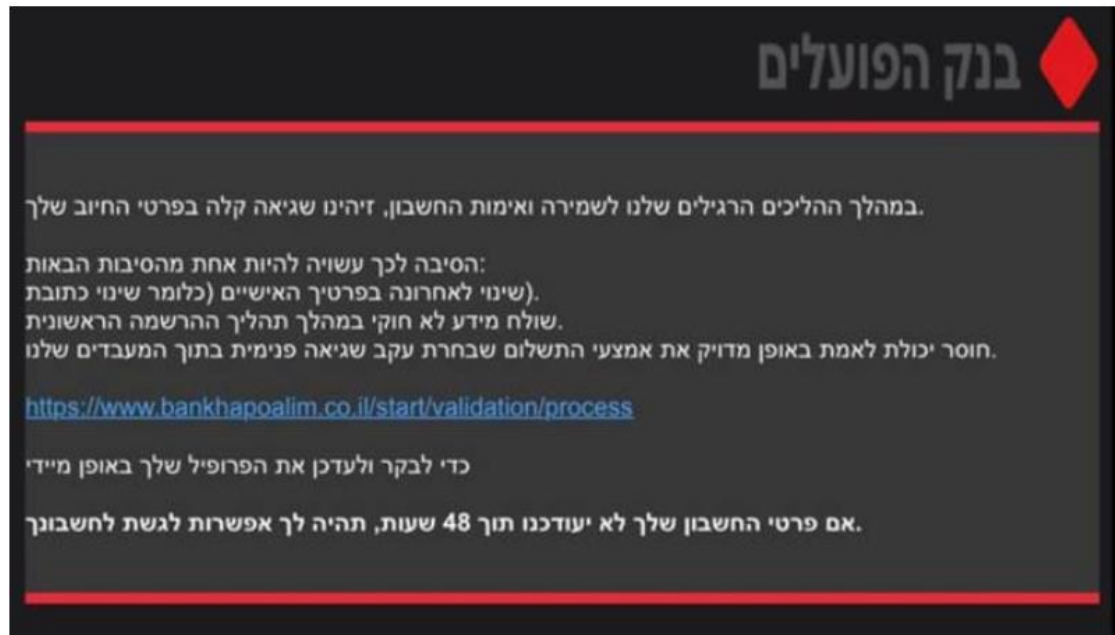 בנק הפועלים
במהלך ההליכים הרגילים שלנו לשמירה ואימות החשבון, זיהינו שגיאה קלה בפרטי החיוב שלך.
הסיבה לכך עשויה להיות אחת מהסיבות הבאות:
שינוי לאחרונה בפרטיך האישיים (כלומר שינוי כתובת).
שולח מידע לא חוקי במהלך תהליך ההרשמה הראשונית.
חוסר יכולת לאמת באופן מדויק את אמצעי התשלום שבחרת עקב שגיאה פנימית בתוך המעבדים שלנו.
https://www.bankhapoalim.co.il/start/validation/process
כדי לבקר ולעדכן את הפרופיל שלך באופן מיידי
אם פרטי החשבון שלך לא יעודכנו תוך 48 שעות, תהיה לך אפשרות לגשת לחשבונך.